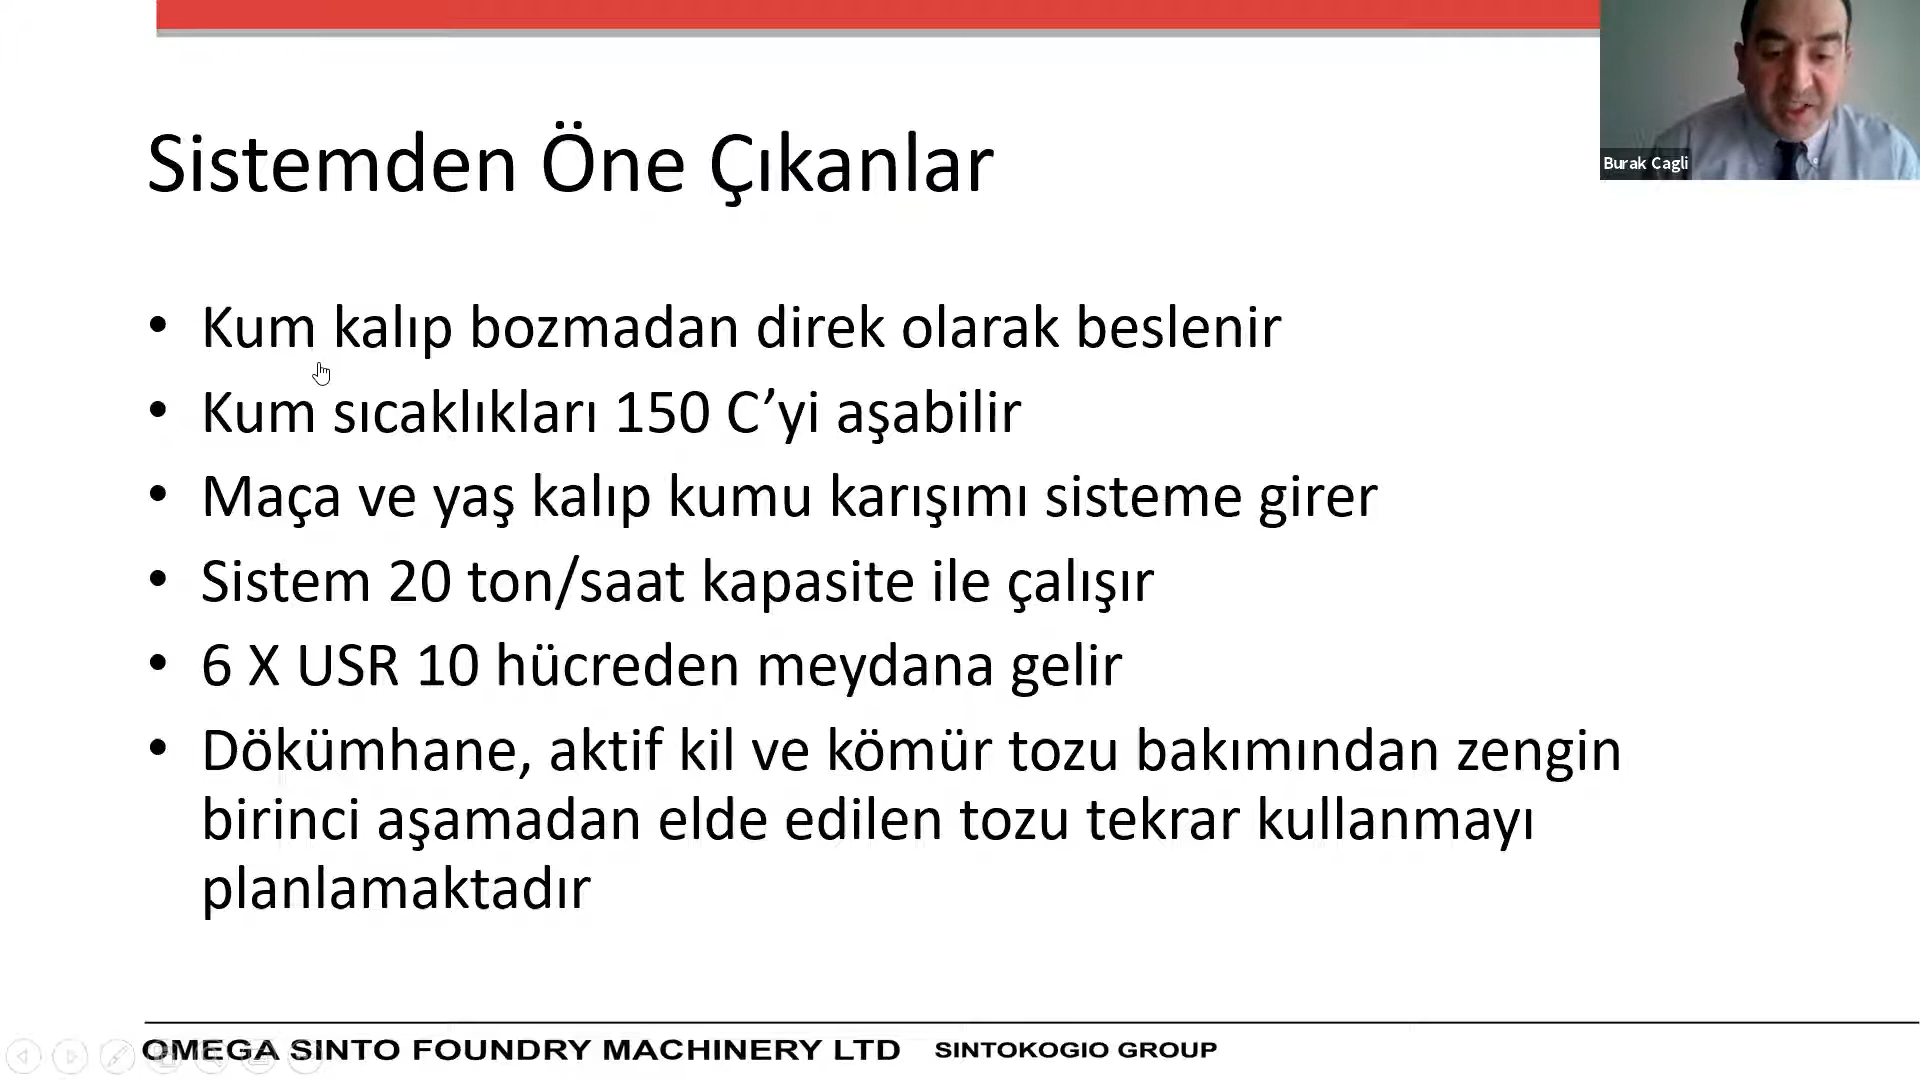 Burak Cagli
Sistemden Öne Çıkanlar
• Kum kalıp bozmadan direk olarak beslenir
• Kum sıcaklıkları 150 C’yi aşabilir
• Maça ve yaş kalıp kumu karışımı sisteme girer
• Sistem 20 ton/saat kapasite ile çalışır
• 6 X USR 10 hücreden meydana gelir
• Dökümhane, aktif kil ve kömür tozu bakımından zengin
birinci aşamadan elde edilen tozu tekrar kullanmayı
planlamaktadır
OMEGA SINTO FOUNDRY MACHINERY LTD SINTOKOGIO GROUP